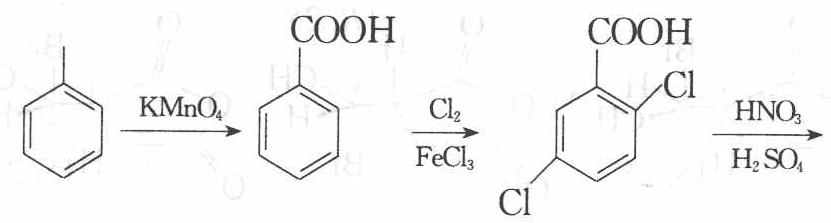 COOH
COOH
KMnO₄
Cl₂
FeCl₃
Cl
Cl
HNO₃
H₂SO₄